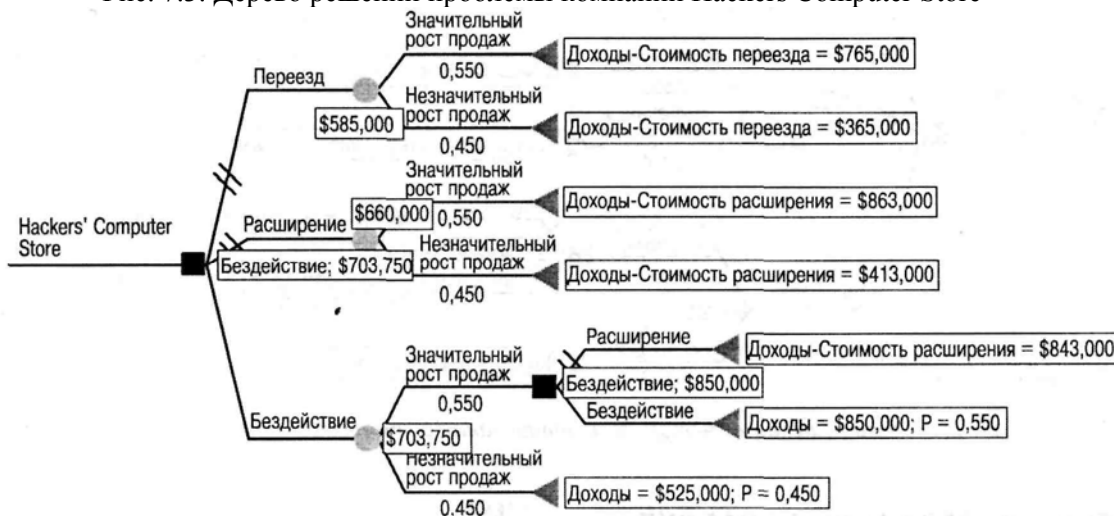 Рис. 7.5. Дерево решений проблемы компании Hackers Computer Store
Значительный
рост продаж
0,550
Доходы-Стоимость переезда = $765,000
Переезд
$585,000
Незначительный
рост продаж
0,450
Доходы-Стоимость переезда = $365,000
Значительный
рост продаж
0,550
Доходы-Стоимость расширения = $863,000
Расширение
$660,000
Hackers' Computer
Store
Бездействие; $703,750
Незначительный
рост продаж
0,450
Доходы-Стоимость расширения = $413,000
Значительный
рост продаж
0,550
Расширение
Доходы-Стоимость расширения = $843,000
Бездействие; $850,000
Бездействие
Доходы = $850,000; P = 0,550
Бездействие
$703,750
Незначительный
рост продаж
0,450
Доходы = $525,000; P = 0,450